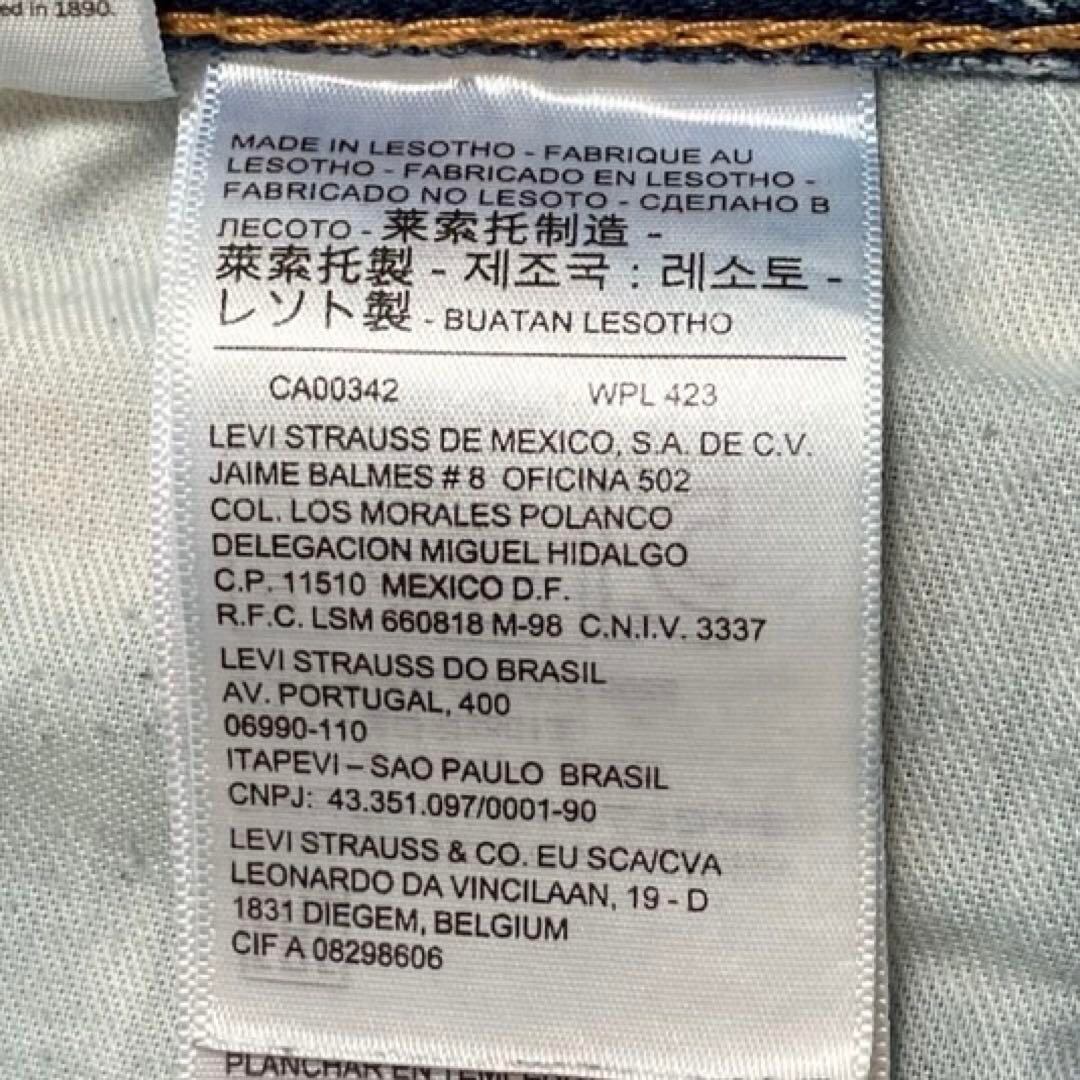 ed in 1890.
MADE IN LESOTHO - FABRIQUE AU
LESOTHO - FABRICADO EN LESOTHO -
FABRICADO NO LESOTO - СДЕЛАНО В
ЛЕСОТО - 莱索托制造 -
萊索托製 - 제조국 : 레소토 -
レソト製 - BUATAN LESOTHO
CA00342 WPL 423
LEVI STRAUSS DE MEXICO, S.A. DE C.V.
JAIME BALMES # 8 OFICINA 502
COL. LOS MORALES POLANCO
DELEGACION MIGUEL HIDALGO
C.P. 11510 MEXICO D.F.
R.F.C. LSM 660818 M-98 C.N.I.V. 3337
LEVI STRAUSS DO BRASIL
AV. PORTUGAL, 400
06990-110
ITAPEVI – SAO PAULO BRASIL
CNPJ: 43.351.097/0001-90
LEVI STRAUSS & CO. EU SCA/CVA
LEONARDO DA VINCILAAN, 19 - D
1831 DIEGEM, BELGIUM
CIF A 08298606
PLANCHAR EN